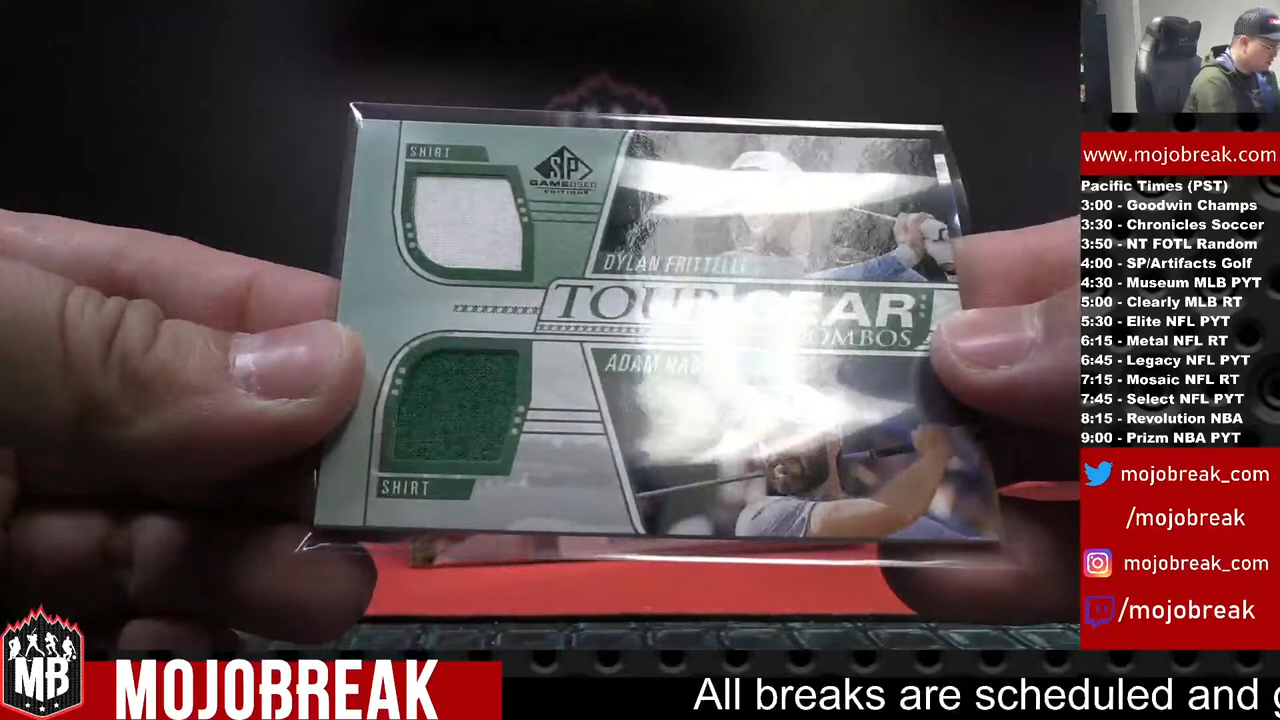 SHIRT
SP
GAME USED
EDITION
DYLAN FRITTELLI
TOUR GEAR
COMBOS
ADAM
SHIRT
www.mojobreak.com
Pacific Times (PST)
3:00 - Goodwin Champs
3:30 - Chronicles Soccer
3:50 - NT FOTL Random
4:00 - SP/Artifacts Golf
4:30 - Museum MLB PYT
5:00 - Clearly MLB RT
5:30 - Elite NFL PYT
6:15 - Metal NFL RT
6:45 - Legacy NFL PYT
7:15 - Mosaic NFL RT
7:45 - Select NFL PYT
8:15 - Revolution NBA
9:00 - Prizm NBA PYT
mojobreak_com
/mojobreak
mojobreak_com
/mojobreak
MB
MOJOBREAK
All breaks are scheduled and g